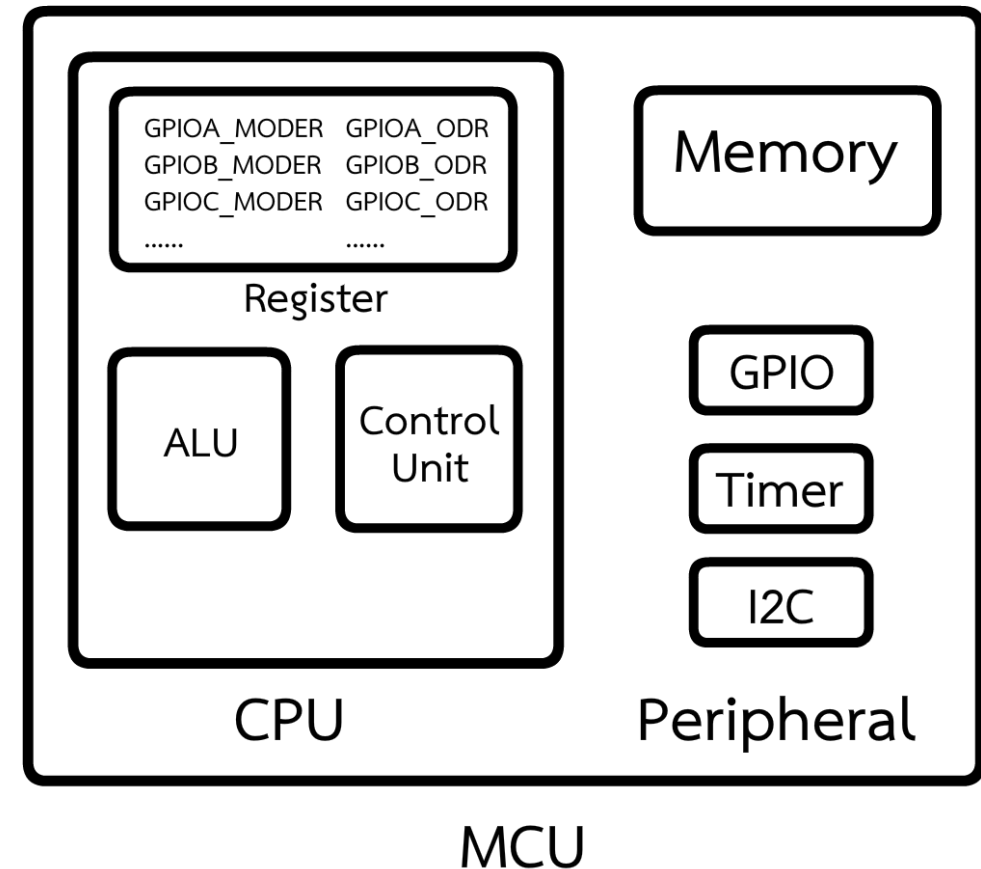 GPIOA_MODER GPIOA_ODR
GPIOB_MODER GPIOB_ODR
GPIOC_MODER GPIOC_ODR
...... ......
Register
ALU
Control
Unit
CPU
Memory
GPIO
Timer
I2C
Peripheral
MCU